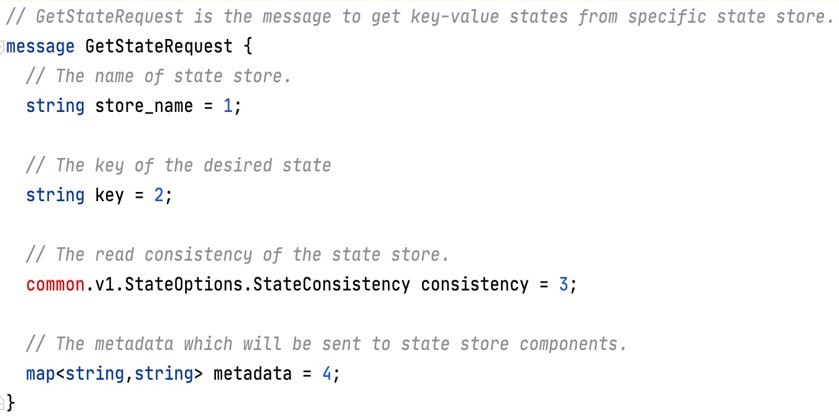 // GetStateRequest is the message to get key-value states from specific state store.
message GetStateRequest {
// The name of state store.
string store_name = 1;
// The key of the desired state
string key = 2;
// The read consistency of the state store.
common.v1.StateOptions.StateConsistency consistency = 3;
// The metadata which will be sent to state store components.
map<string,string> metadata = 4;
}